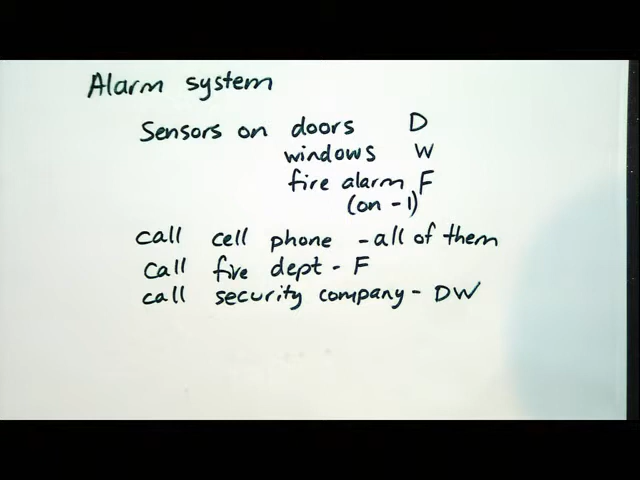 Alarm system
Sensors on doors D
windows W
fire alarm F
(on - 1)
call cell phone - all of them
call fire dept - F
call security company - DW